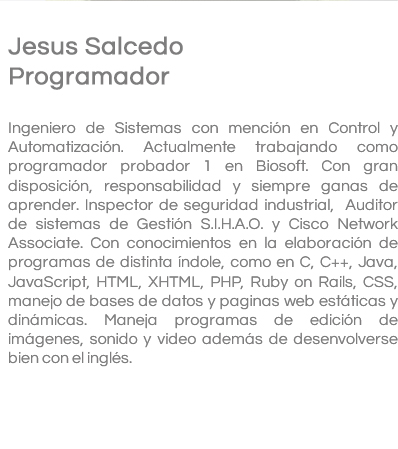 Jesus Salcedo
Programador
Ingeniero de Sistemas con mención en Control y
Automatización. Actualmente trabajando como
programador probador 1 en Biosoft. Con gran
disposición, responsabilidad y siempre ganas de
aprender. Inspector de seguridad industrial, Auditor
de sistemas de Gestión S.I.H.A.O. y Cisco Network
Associate. Con conocimientos en la elaboración de
programas de distinta índole, como en C, C++, Java,
JavaScript, HTML, XHTML, PHP, Ruby on Rails, CSS,
manejo de bases de datos y paginas web estáticas y
dinámicas. Maneja programas de edición de
imágenes, sonido y video además de desenvolverse
bien con el inglés.